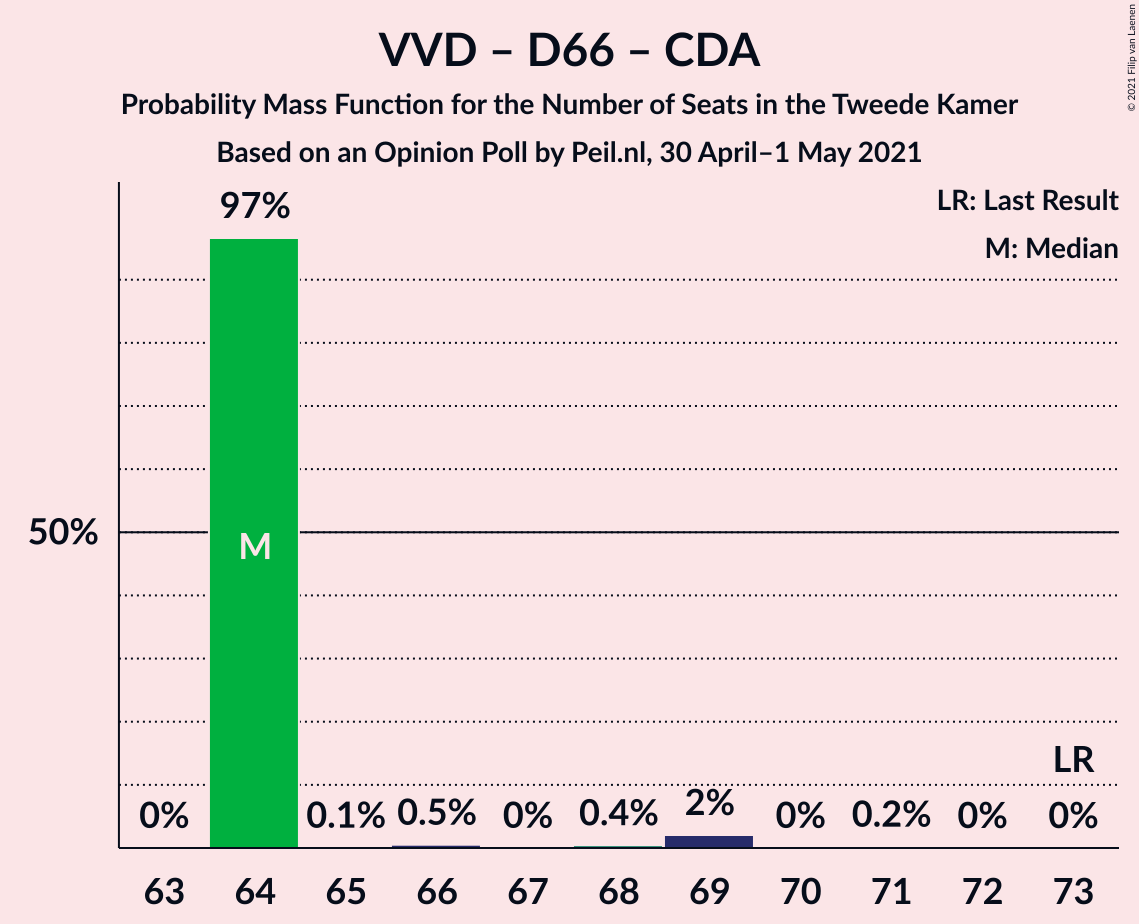 VVD – D66 – CDA
Probability Mass Function for the Number of Seats in the Tweede Kamer
Based on an Opinion Poll by Peil.nl, 30 April–1 May 2021
© 2021 Filip van Laenen
LR: Last Result
M: Median
97%
50%
M
LR
0% 0.1% 0.5% 0% 0.4% 2% 0% 0.2% 0% 0%
63 64 65 66 67 68 69 70 71 72 73